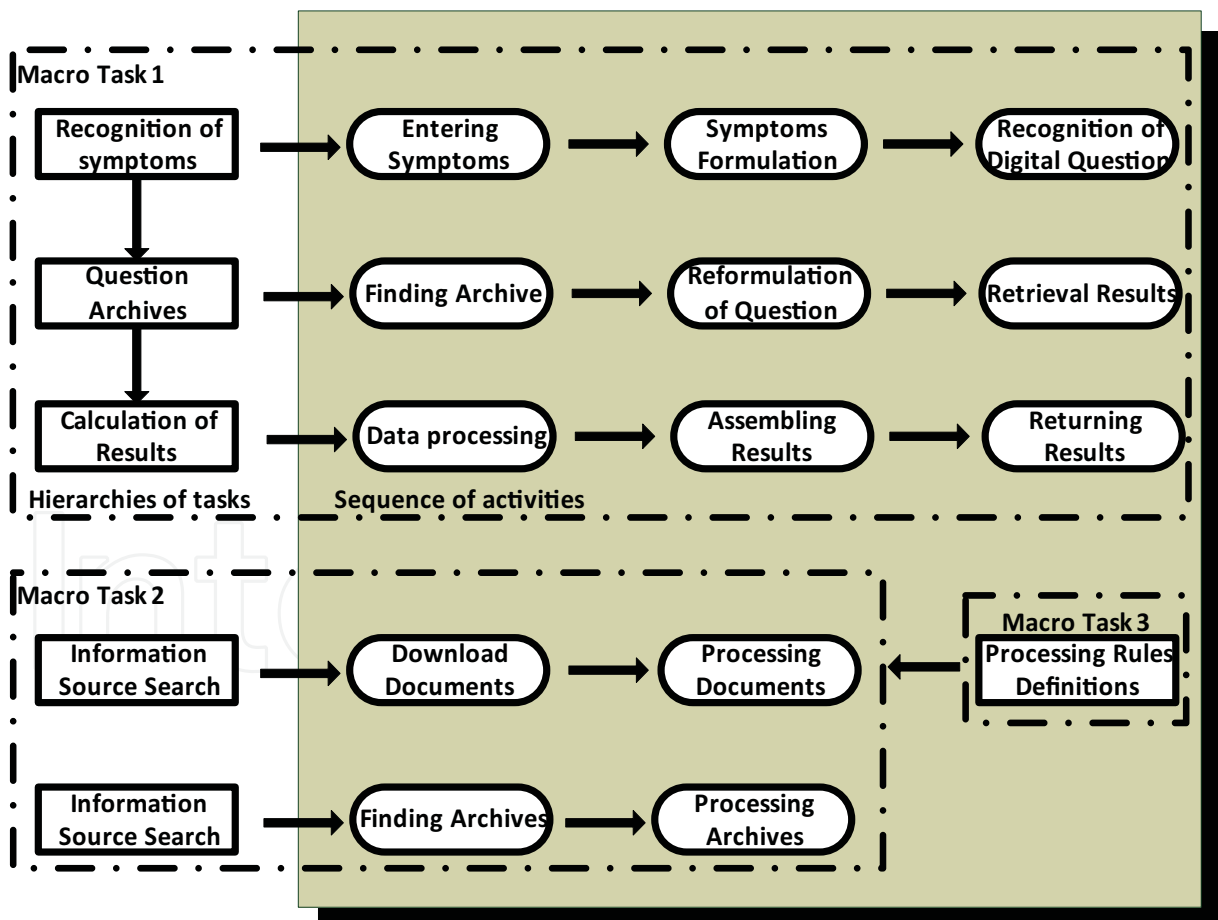 Macro Task 1
Recognition of
symptoms
Entering
Symptoms
Symptoms
Formulation
Recognition of
Digital Question
Question
Archives
Finding Archive
Reformulation
of Question
Retrieval Results
Calculation of
Results
Data processing
Assembling
Results
Returning
Results
Hierarchies of tasks
Sequence of activities
Macro Task 2
Information
Source Search
Download
Documents
Processing
Documents
Macro Task 3
Processing Rules
Definitions
Information
Source Search
Finding Archives
Processing
Archives